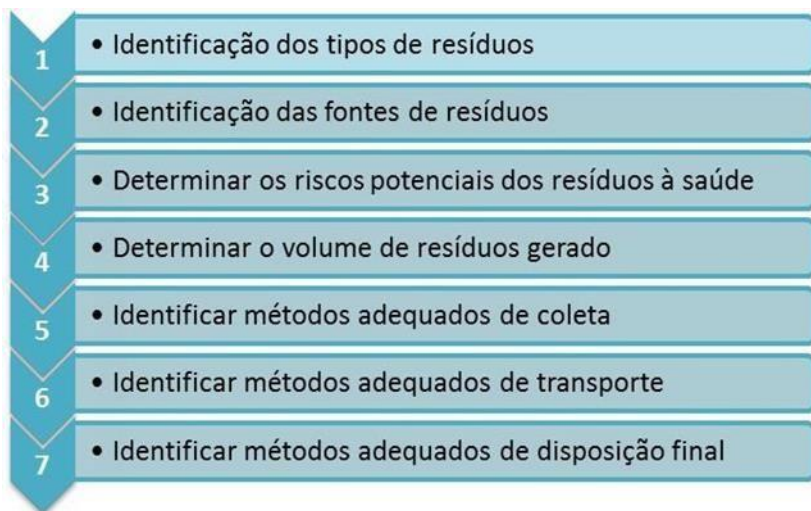 1 • Identificação dos tipos de resíduos
2 • Identificação das fontes de resíduos
3 • Determinar os riscos potenciais dos resíduos à saúde
4 • Determinar o volume de resíduos gerado
5 • Identificar métodos adequados de coleta
6 • Identificar métodos adequados de transporte
7 • Identificar métodos adequados de disposição final